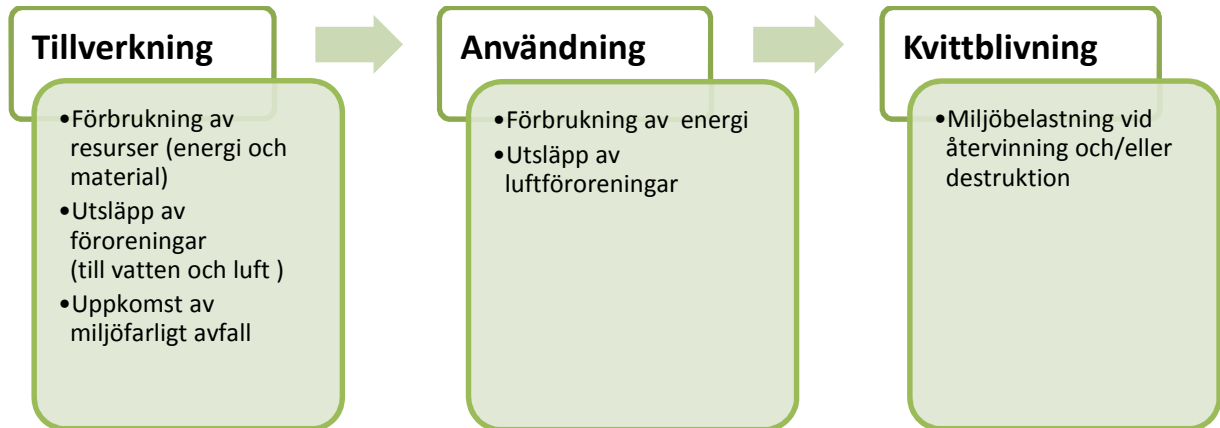 Tillverkning
•Förbrukning av
resurser (energi och
material)
•Utsläpp av
föroreningar
(till vatten och luft )
•Uppkomst av
miljöfarligt avfall
Användning
•Förbrukning av  energi
•Utsläpp av
luftföroreningar
Kvittblivning
•Miljöbelastning vid
återvinning och/eller
destruktion